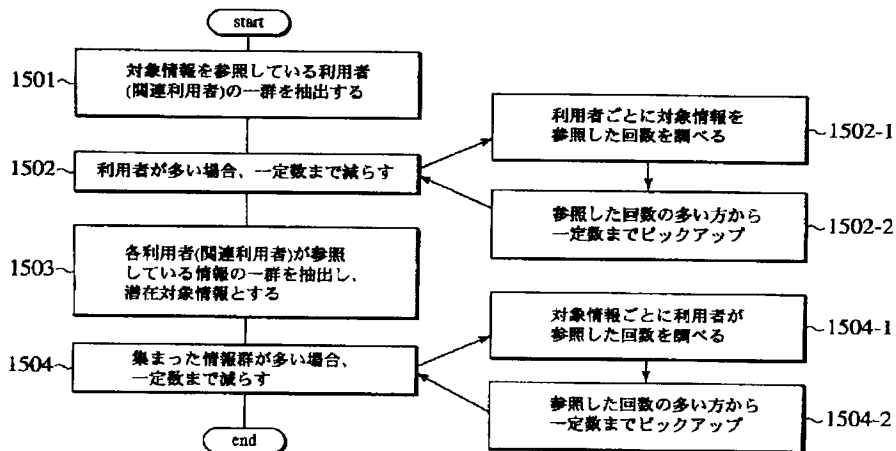 start
1501
対象情報を参照している利用者
(関連利用者)の一群を抽出する
1502
利用者が多い場合、一定数まで減らす
利用者ごとに対象情報を
参照した回数を調べる
1502-1
参照した回数の多い方から
一定数までピックアップ
1502-2
1503
各利用者(関連利用者)が参照
している情報の一群を抽出し、
潜在対象情報とする
1504
集まった情報群が多い場合、
一定数まで減らす
対象情報ごとに利用者が
参照した回数を調べる
1504-1
参照した回数の多い方から
一定数までピックアップ
1504-2
end